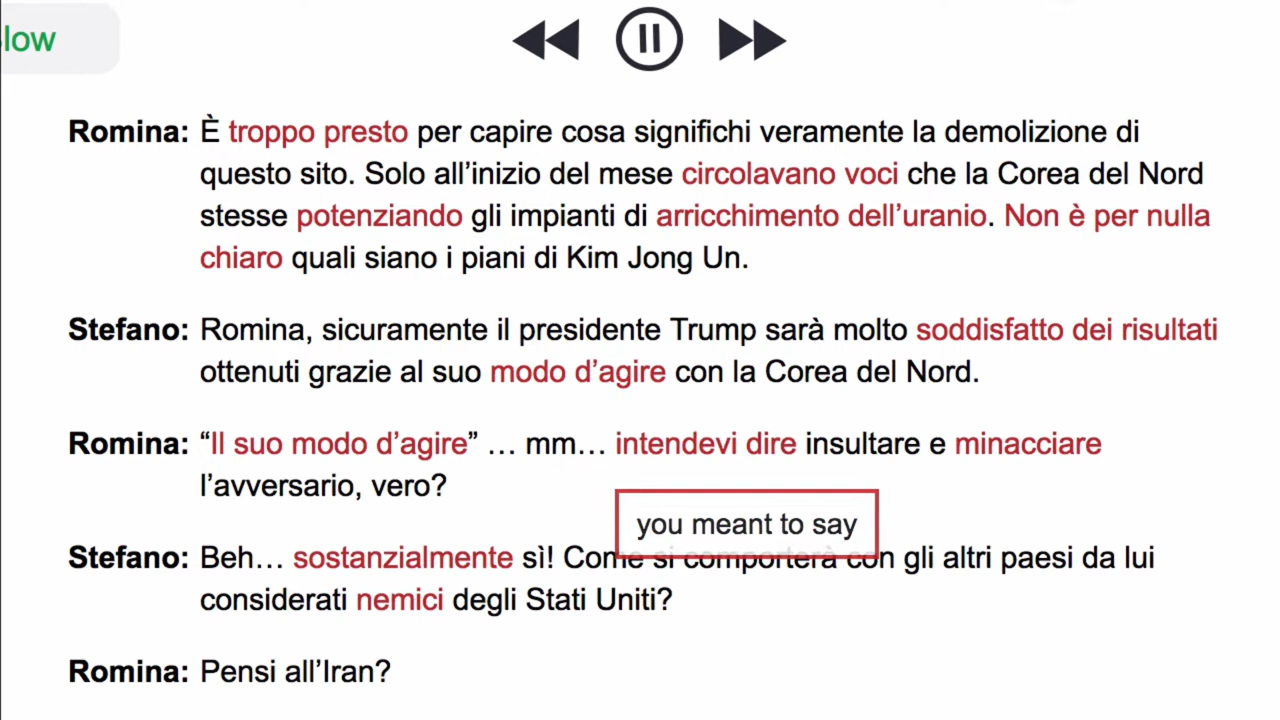 low
Romina: È troppo presto per capire cosa significhi veramente la demolizione di
questo sito. Solo all’inizio del mese circolavano voci che la Corea del Nord
stesse potenziando gli impianti di arricchimento dell’uranio. Non è per nulla
chiaro quali siano i piani di Kim Jong Un.
Stefano: Romina, sicuramente il presidente Trump sarà molto soddisfatto dei risultati
ottenuti grazie al suo modo d’agire con la Corea del Nord.
Romina: “Il suo modo d’agire” … mm… intendevi dire insultare e minacciare
l’avversario, vero?
you meant to say
Stefano: Beh… sostanzialmente sì! Come si comporterà con gli altri paesi da lui
considerati nemici degli Stati Uniti?
Romina: Pensi all’Iran?